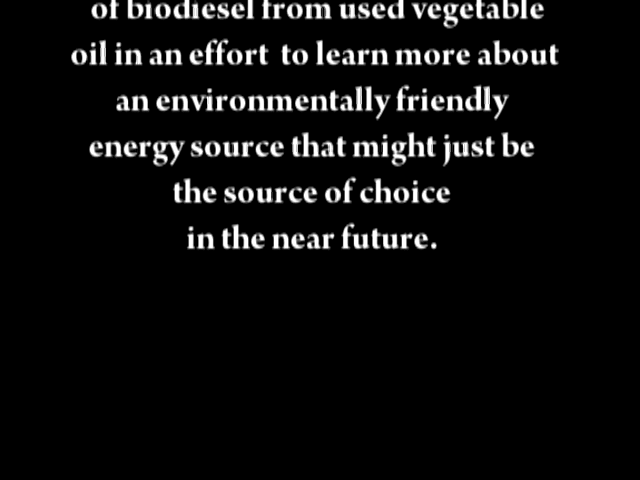 of biodiesel from used vegetable
oil in an effort to learn more about
an environmentally friendly
energy source that might just be
the source of choice
in the near future.